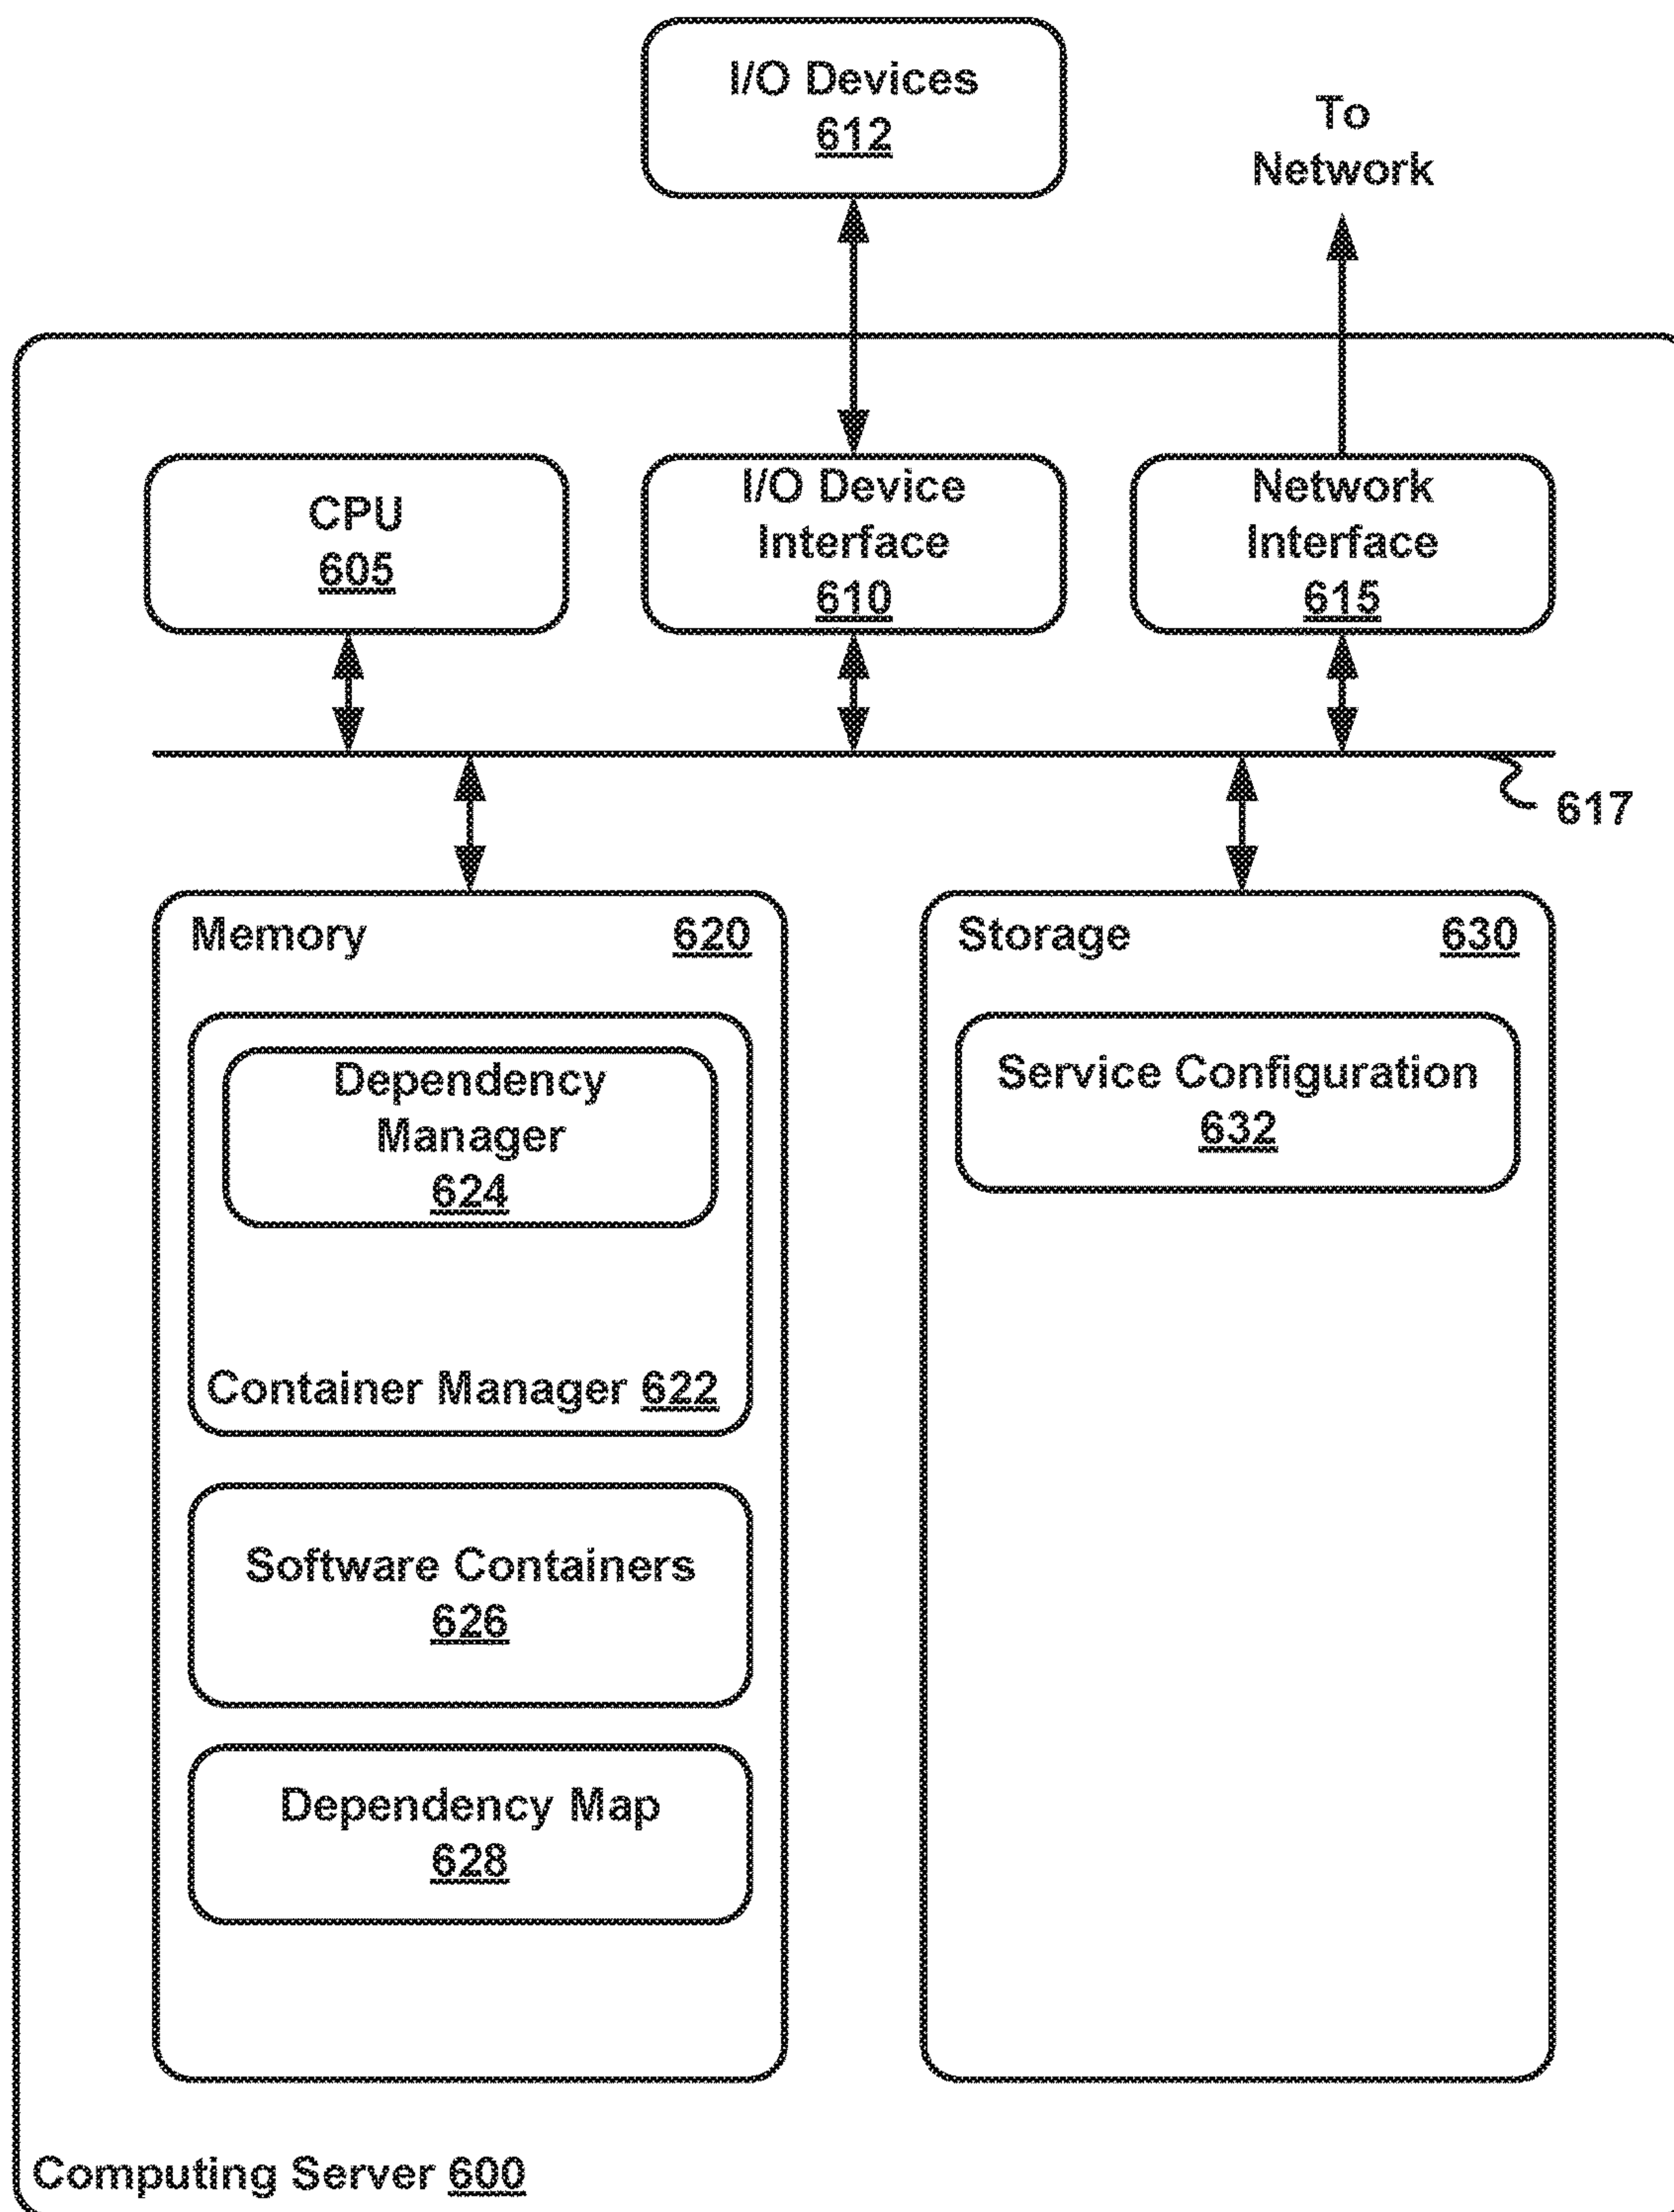 I/O Devices
612
To
Network
CPU
605
I/O Device
Interface
610
Network
Interface
615
617
Memory 620
Dependency
Manager
624
Container Manager 622
Software Containers
626
Dependency Map
628
Storage 630
Service Configuration
632
Computing Server 600